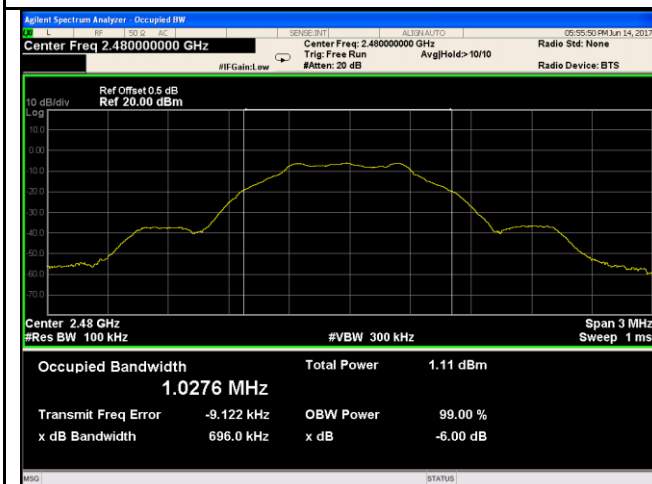 Agilent Spectrum Analyzer - Occupied BW
L RF 50 Ω AC SENSE:INT ALIGN AUTO 05:55:50 PM Jun 14, 2017
Center Freq 2.480000000 GHz Center Freq: 2.480000000 GHz Radio Std: None
Trig: Free Run Avg|Hold:> 10/10
#IFGain:Low #Atten: 20 dB Radio Device: BTS
Ref Offset 0.5 dB
10 dB/div Ref 20.00 dBm
Log
10.0
0.00
-10.0
-20.0
-30.0
-40.0
-50.0
-60.0
-70.0
Center 2.48 GHz Span 3 MHz
#Res BW 100 kHz #VBW 300 kHz Sweep 1 ms
Occupied Bandwidth Total Power 1.11 dBm
1.0276 MHz
Transmit Freq Error -9.122 kHz OBW Power 99.00 %
x dB Bandwidth 696.0 kHz x dB -6.00 dB
MSG STATUS